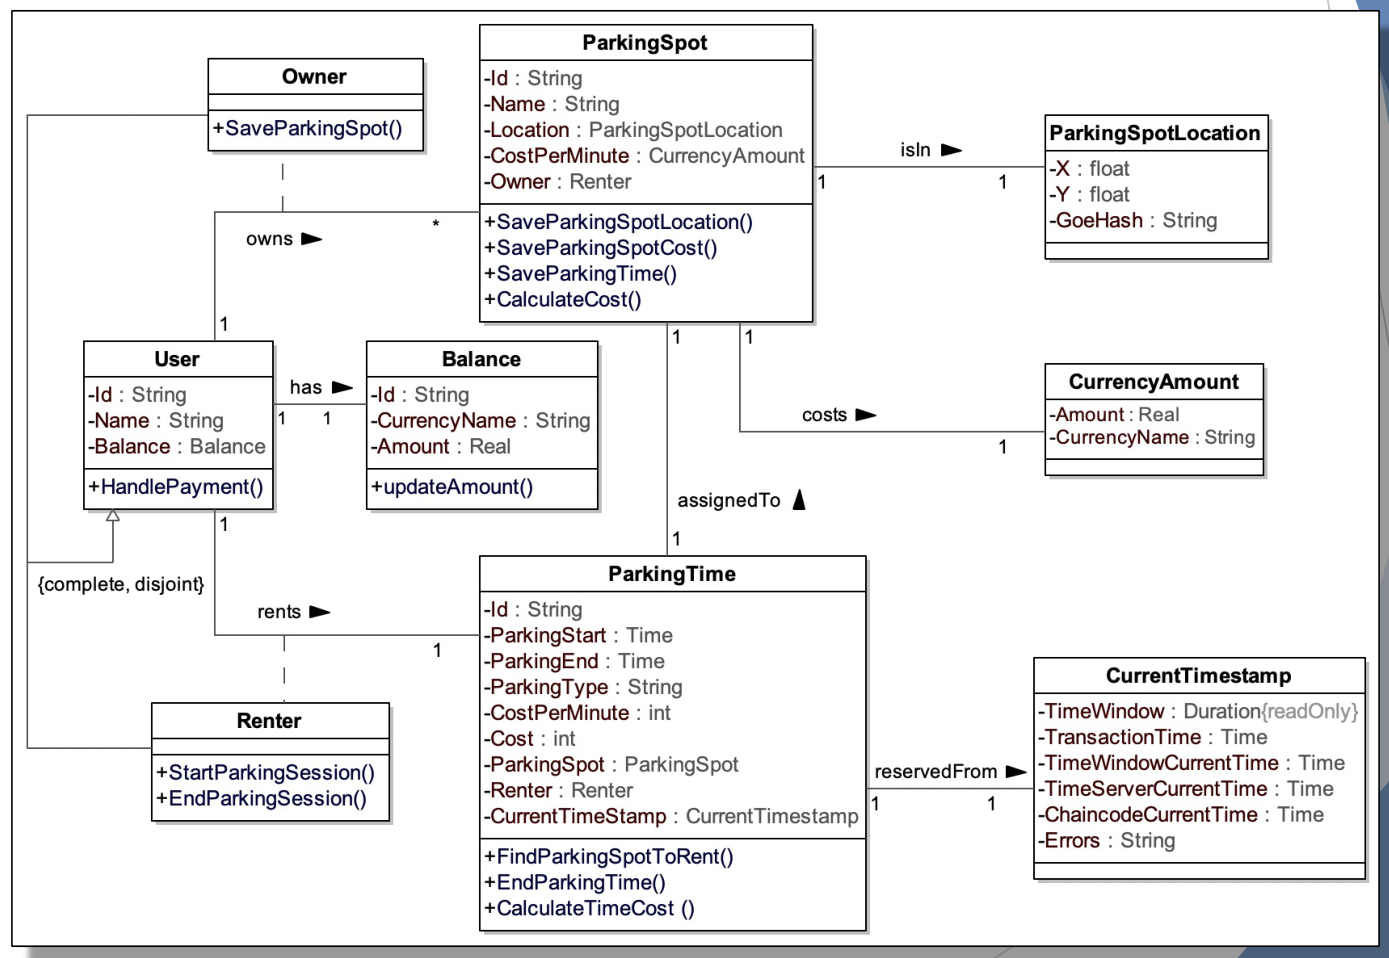 Owner
+SaveParkingSpot()
ParkingSpot
-Id : String
-Name : String
-Location : ParkingSpotLocation
-CostPerMinute : CurrencyAmount
-Owner : Renter
+SaveParkingSpotLocation()
+SaveParkingSpotCost()
+SaveParkingTime()
+CalculateCost()
isIn
1
1
ParkingSpotLocation
-X : float
-Y : float
-GoeHash : String
owns
*
1
User
-Id : String
-Name : String
-Balance : Balance
+HandlePayment()
has
1
1
Balance
-Id : String
-CurrencyName : String
-Amount : Real
+updateAmount()
1
1
costs
1
CurrencyAmount
-Amount : Real
-CurrencyName : String
assignedTo
1
{complete, disjoint}
1
rents
1
ParkingTime
-Id : String
-ParkingStart : Time
-ParkingEnd : Time
-ParkingType : String
-CostPerMinute : int
-Cost : int
-ParkingSpot : ParkingSpot
-Renter : Renter
-CurrentTimeStamp : CurrentTimestamp
+FindParkingSpotToRent()
+EndParkingTime()
+CalculateTimeCost ()
Renter
+StartParkingSession()
+EndParkingSession()
reservedFrom
1
1
CurrentTimestamp
-TimeWindow : Duration{readOnly}
-TransactionTime : Time
-TimeWindowCurrentTime : Time
-TimeServerCurrentTime : Time
-ChaincodeCurrentTime : Time
-Errors : String